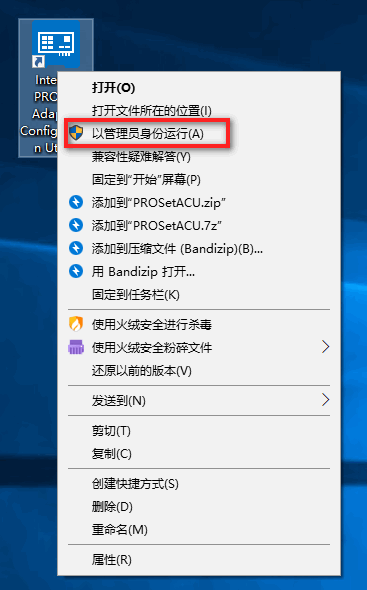 Inte
PRO
Ada
Config
n Ut
打开(O)
打开文件所在的位置(I)
以管理员身份运行(A)
兼容性疑难解答(Y)
固定到"开始"屏幕(P)
添加到"PROSetACU.zip"
添加到"PROSetACU.7z"
添加到压缩文件 (Bandizip)(B)...
用 Bandizip 打开...
固定到任务栏(K)
使用火绒安全进行杀毒
使用火绒安全粉碎文件
还原以前的版本(V)
发送到(N)
剪切(T)
复制(C)
创建快捷方式(S)
删除(D)
重命名(M)
属性(R)